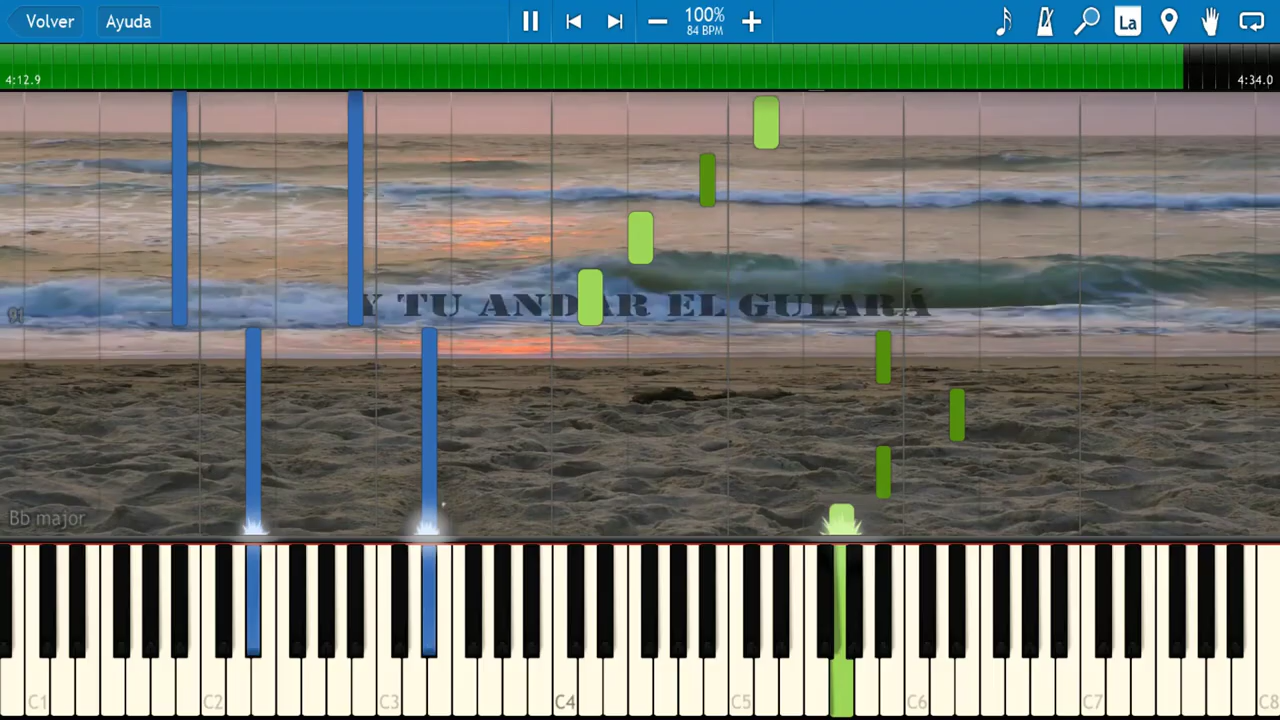 Volver Ayuda 100% La
84 BPM
4:12.9 4:34.0
Y TU ANDAR EL GUIARÁ
91
Bb major
C1 C2 C3 C4 C5 C6 C7 C8